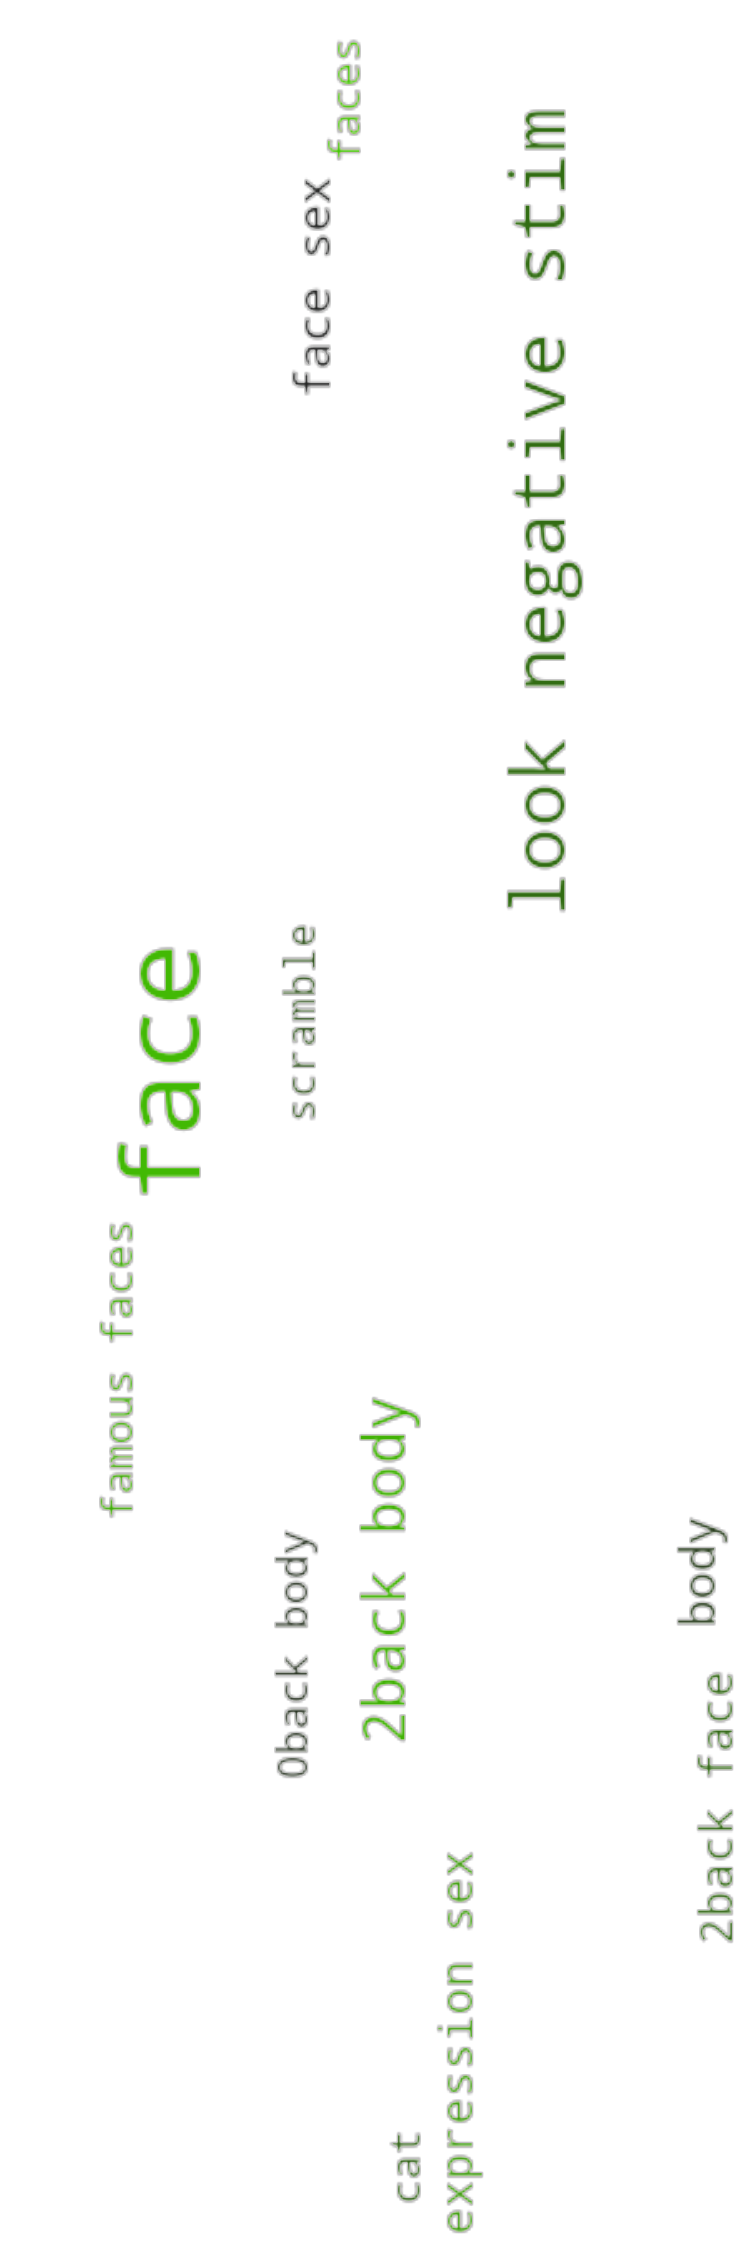 famous faces
face
0back body
scramble
face sex
faces
2back body
cat
expression sex
look negative stim
body
2back face